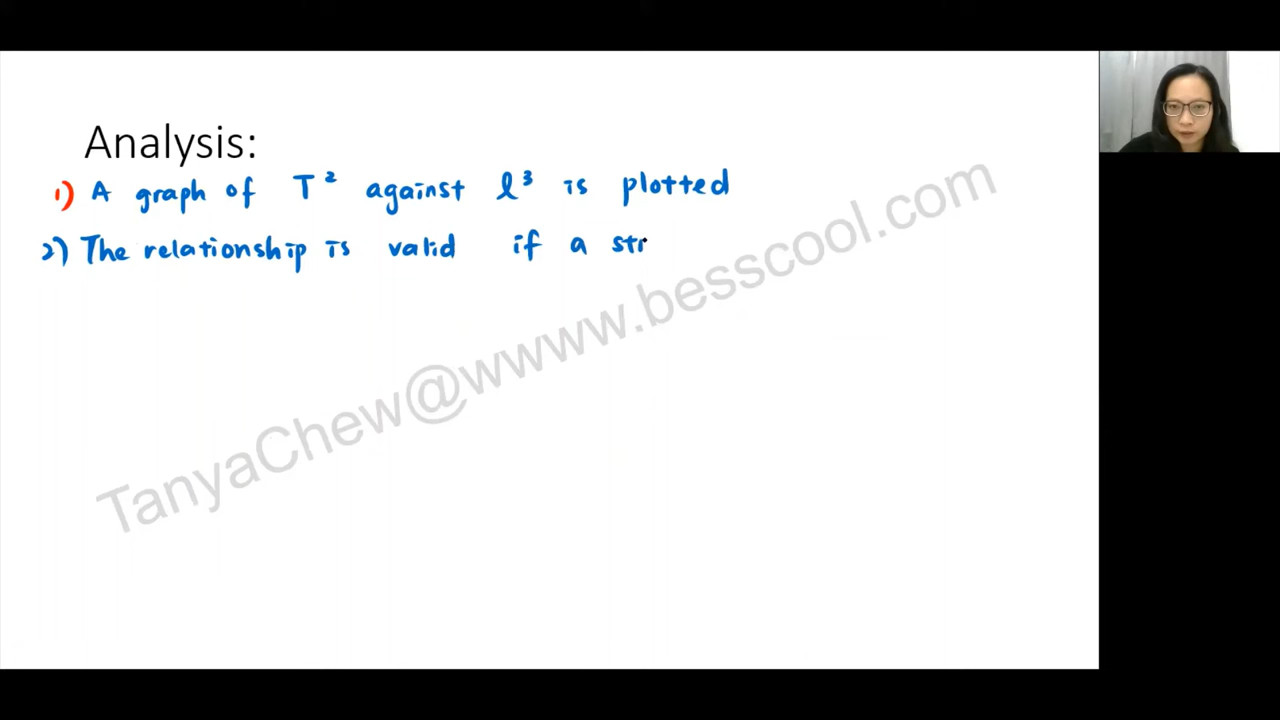 Analysis:
1) A graph of T² against l³ is plotted
2) The relationship is valid if a str
TanyaChew@wwww.besscool.com